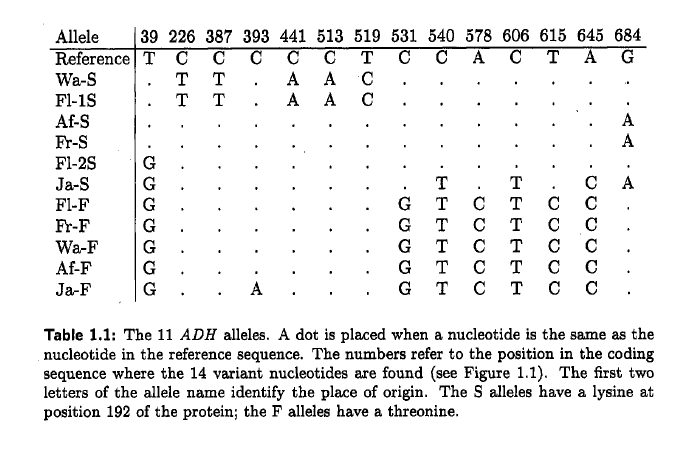 Allele 39 226 387 393 441 513 519 531 540 578 606 615 645 684
Reference T C C C C C T C C A C T A G
Wa-S . T T . A A C . . . . . . .
Fl-1S . T T . A A C . . . . . . .
Af-S . . . . . . . . . . . . . A
Fr-S . . . . . . . . . . . . . A
Fl-2S G . . . . . . . . . . . . .
Ja-S G . . . . . . . T . T . C A
Fl-F G . . . . . . G T C T C C .
Fr-F G . . . . . . G T C T C C .
Wa-F G . . . . . . G T C T C C .
Af-F G . . . . . . G T C T C C .
Ja-F G . . A . . . G T C T C C .
Table 1.1: The 11 ADH alleles. A dot is placed when a nucleotide is the same as the
nucleotide in the reference sequence. The numbers refer to the position in the coding
sequence where the 14 variant nucleotides are found (see Figure 1.1). The first two
letters of the allele name identify the place of origin. The S alleles have a lysine at
position 192 of the protein; the F alleles have a threonine.